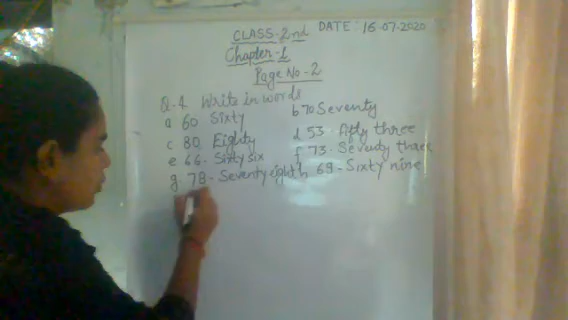 CLASS-2nd DATE: 16-07-2020
Chapter-1
Page No-2
Q-4 Write in words
a 60 Sixty b 70 Seventy
c 80 Eighty d 53 - Fifty three
e 66 - Sixty six f 73 - Seventy three
g 78 - Seventy eighth h 69 - Sixty nine